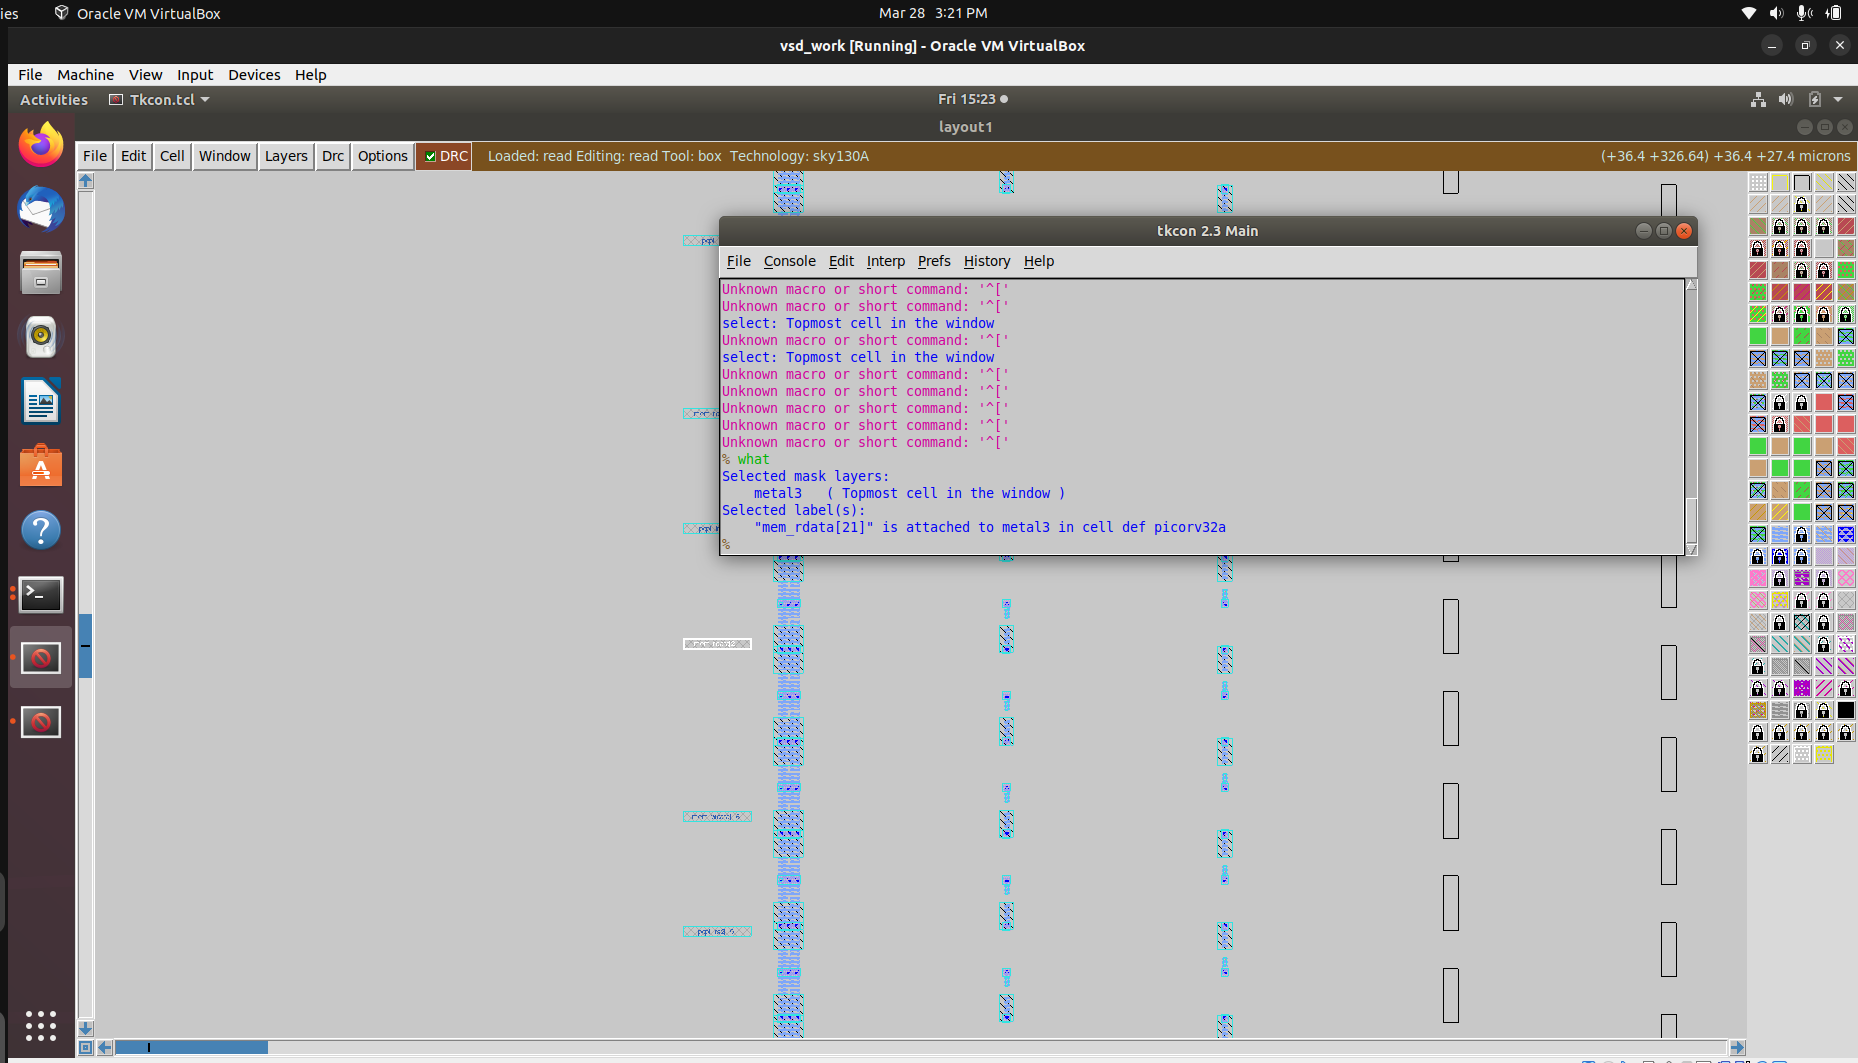 ies Oracle VM VirtualBox Mar 28 3:21 PM
vsd_work [Running] - Oracle VM VirtualBox
File Machine View Input Devices Help
Activities Tkcon.tcl Fri 15:23
layout1
File Edit Cell Window Layers Drc Options DRC Loaded: read Editing: read Tool: box Technology: sky130A (+36.4 +326.64) +36.4 +27.4 microns
tkcon 2.3 Main
File Console Edit Interp Prefs History Help
Unknown macro or short command: '^['
Unknown macro or short command: '^['
select: Topmost cell in the window
Unknown macro or short command: '^['
select: Topmost cell in the window
Unknown macro or short command: '^['
Unknown macro or short command: '^['
Unknown macro or short command: '^['
Unknown macro or short command: '^['
Unknown macro or short command: '^['
% what
Selected mask layers:
metal3 ( Topmost cell in the window )
Selected label(s):
"mem_rdata[21]" is attached to metal3 in cell def picorv32a
%